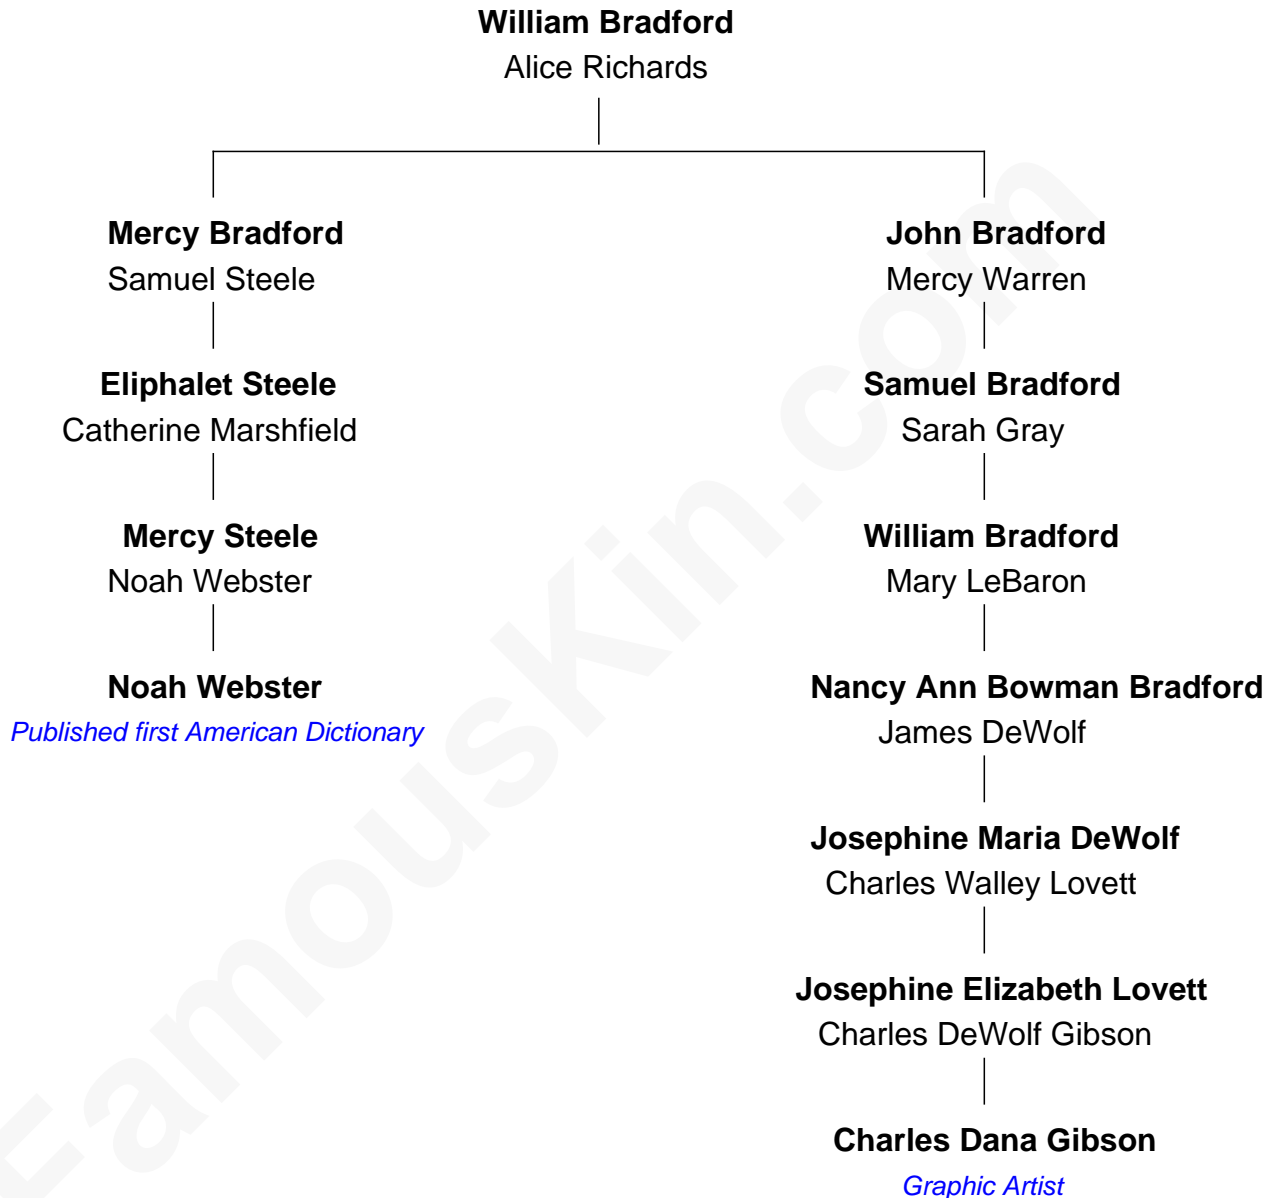 William Bradford
Alice Richards
Mercy Bradford
Samuel Steele
John Bradford
Mercy Warren
Eliphalet Steele
Catherine Marshfield
Samuel Bradford
Sarah Gray
Mercy Steele
Noah Webster
William Bradford
Mary LeBaron
Noah Webster
Published first American Dictionary
Nancy Ann Bowman Bradford
James DeWolf
Josephine Maria DeWolf
Charles Walley Lovett
Josephine Elizabeth Lovett
Charles DeWolf Gibson
Charles Dana Gibson
Graphic Artist
FamousKin.com